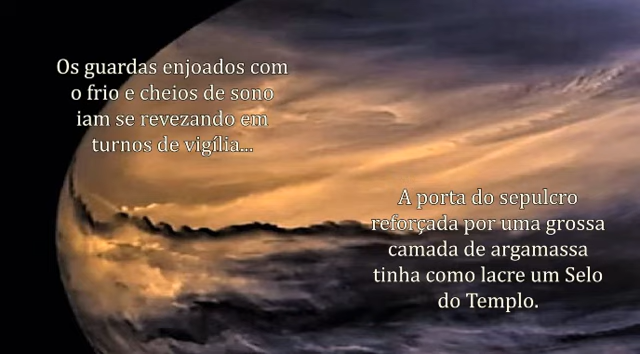 Os guardas enjoados com
o frio e cheios de sono
iam se revezando em
turnos de vigília...
A porta do sepulcro
reforçada por uma grossa
camada de argamassa
tinha como lacre um Selo
do Templo.